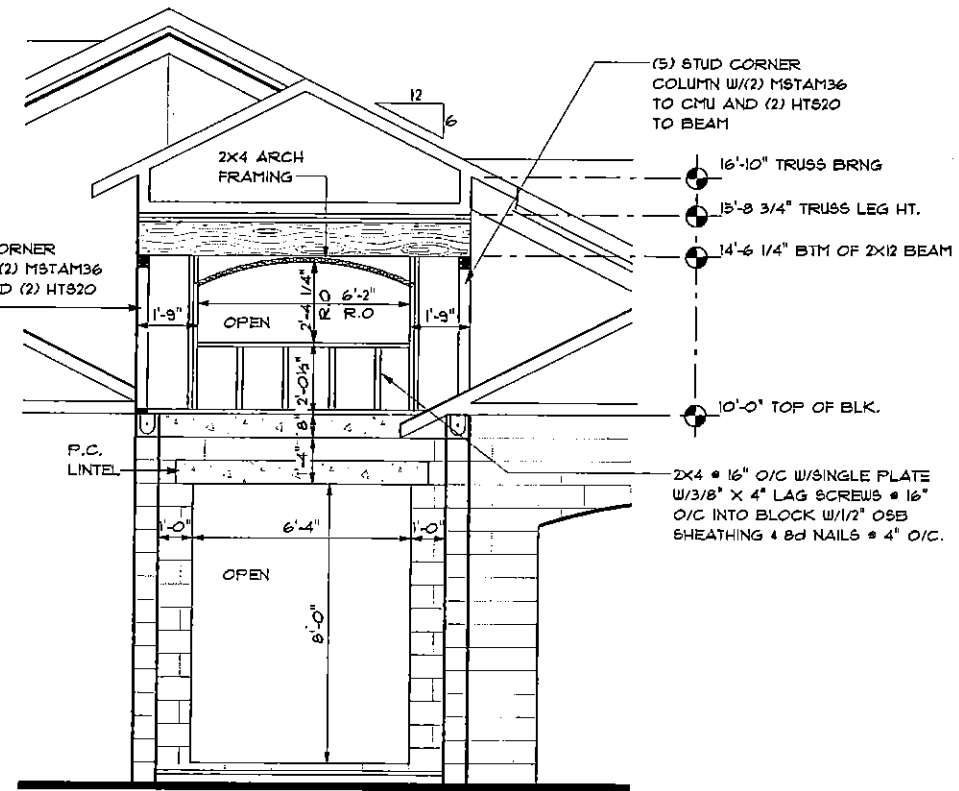 (5) STUD CORNER
COLUMN W/(2) MSTAM36
TO CMU AND (2) HTS20
TO BEAM
12
6
2X4 ARCH
FRAMING
16'-10" TRUSS BRNG
15'-8 3/4" TRUSS LEG HT.
14'-6 1/4" BTM OF 2X12 BEAM
CORNER
(2) MSTAM36
D (2) HTS20
1'-9"
OPEN
2'-4 1/4"
R.O
6'-2"
R.O
1'-9"
2'-0 1/2"
10'-0" TOP OF BLK.
8"
1'-4"
P.C.
LINTEL
2X4 @ 16" O/C W/SINGLE PLATE
W/3/8" X 4" LAG SCREWS @ 16"
O/C INTO BLOCK W/1/2" OSB
SHEATHING & 8d NAILS @ 4" O/C.
1'-0"
6'-4"
1'-0"
OPEN
8'-0"